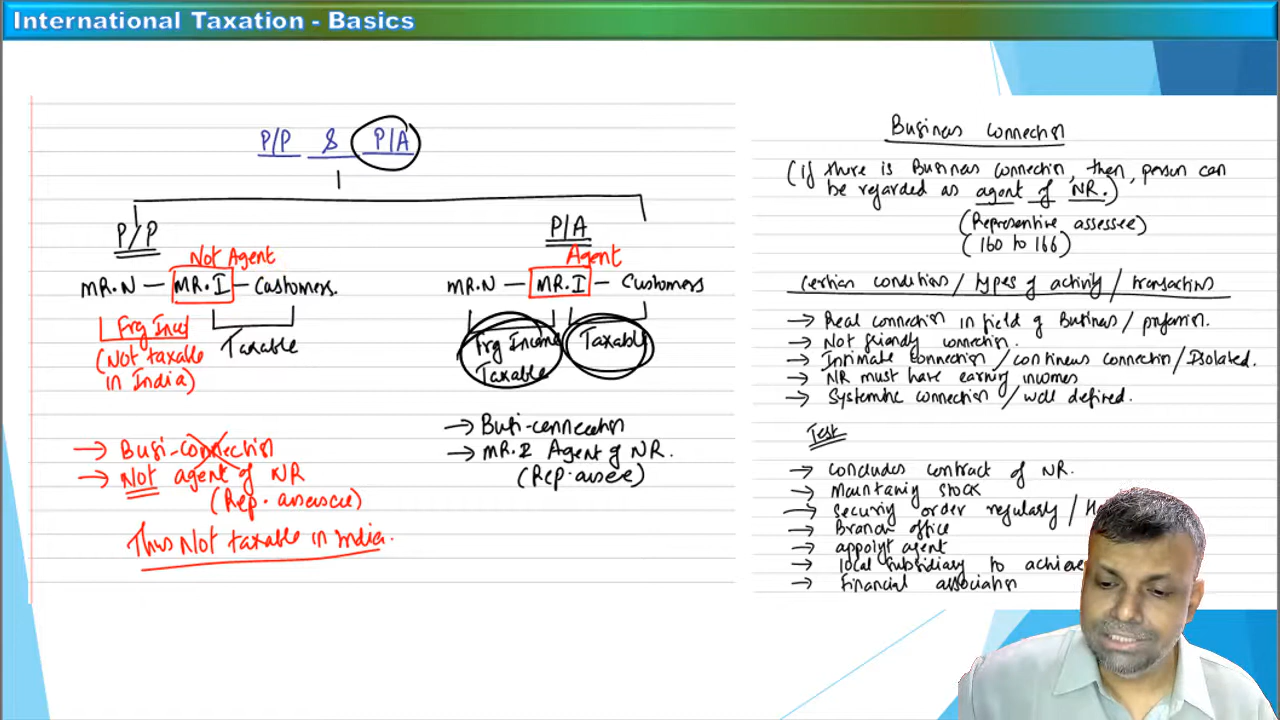 International Taxation - Basics
P/P & P/A
P/P
Not Agent
MR.N — MR.I — Customers.
Frg Incd
(Not taxable
in India)
Taxable
→ Busi-connection
→ Not agent of NR
(Rep. assessee)
Thus Not taxable in India.
P/A
Agent
MR.N — MR.I — Customers
Frg Income
Taxable
Taxable
→ Busi-connection
→ MR.I Agent of NR.
(Rep. assee)
Business Connection
(If there is Business connection, then, person can
be regarded as agent of NR.)
(Representive assessee)
(160 to 166)
Certian conditions / types of activity / transactions
→ Real connection in field of Business / profession.
→ Not friendly connection.
→ Intimate connection / continous connection / Isolated.
→ NR must have earning incomes
→ Systematic connection / well defined.
Test
→ Concludes contract of NR.
→ Maintaning stock
→ Securing order regularly /
→ Branch office
→ appoint agent
→ local subsidiary to achieve
→ Financial association